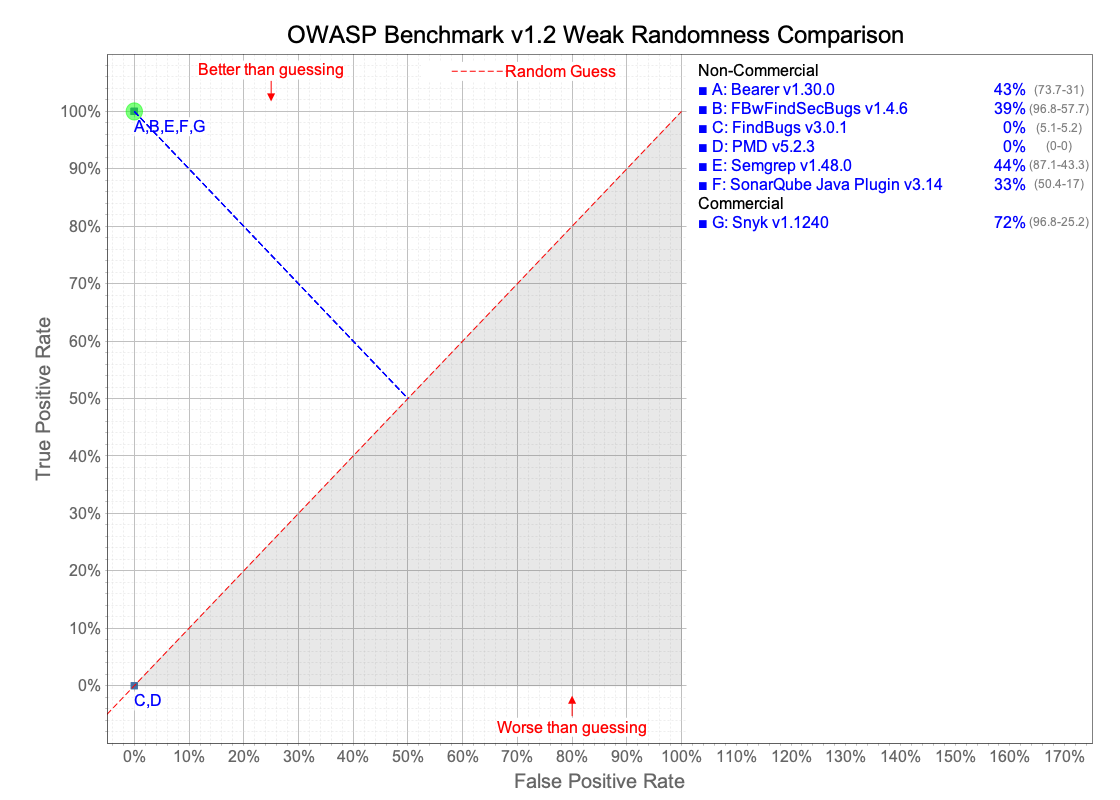 OWASP Benchmark v1.2 Weak Randomness Comparison
Better than guessing
Random Guess
Non-Commercial
A: Bearer v1.30.0 43% (73.7-31)
B: FBwFindSecBugs v1.4.6 39% (96.8-57.7)
C: FindBugs v3.0.1 0% (5.1-5.2)
D: PMD v5.2.3 0% (0-0)
E: Semgrep v1.48.0 44% (87.1-43.3)
F: SonarQube Java Plugin v3.14 33% (50.4-17)
Commercial
G: Snyk v1.1240 72% (96.8-25.2)
100%
A,B,E,F,G
90%
80%
70%
60%
50%
40%
30%
20%
10%
0%
C,D
True Positive Rate
Worse than guessing
0% 10% 20% 30% 40% 50% 60% 70% 80% 90% 100% 110% 120% 130% 140% 150% 160% 170%
False Positive Rate